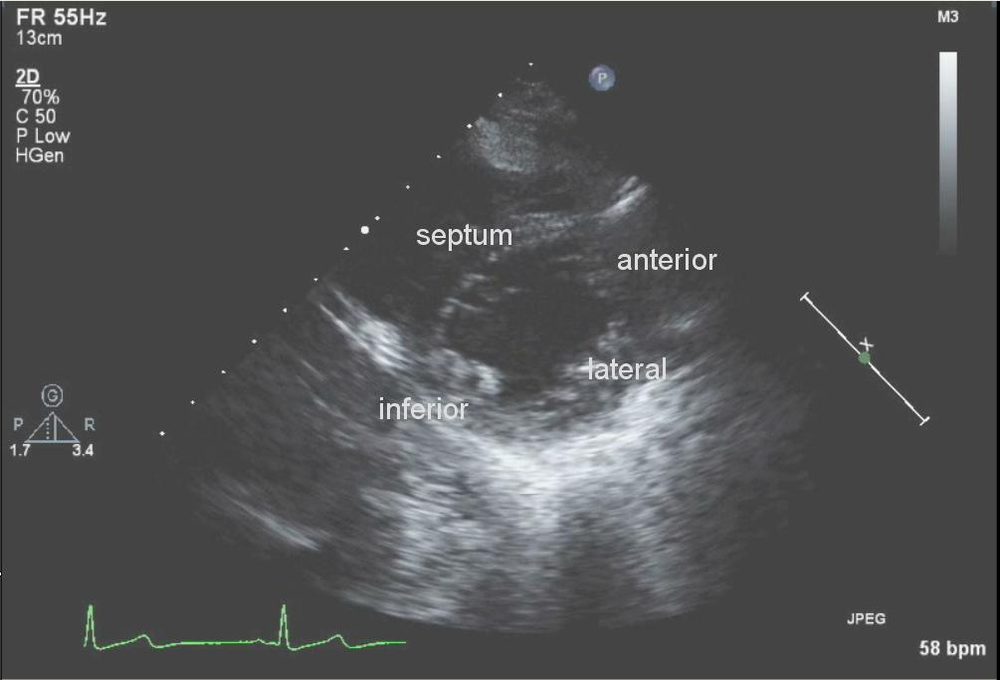 FR 55Hz
13cm
2D
70%
C 50
P Low
HGen
M3
P
septum
anterior
x
lateral
inferior
G
P R
1.7 3.4
JPEG
58 bpm